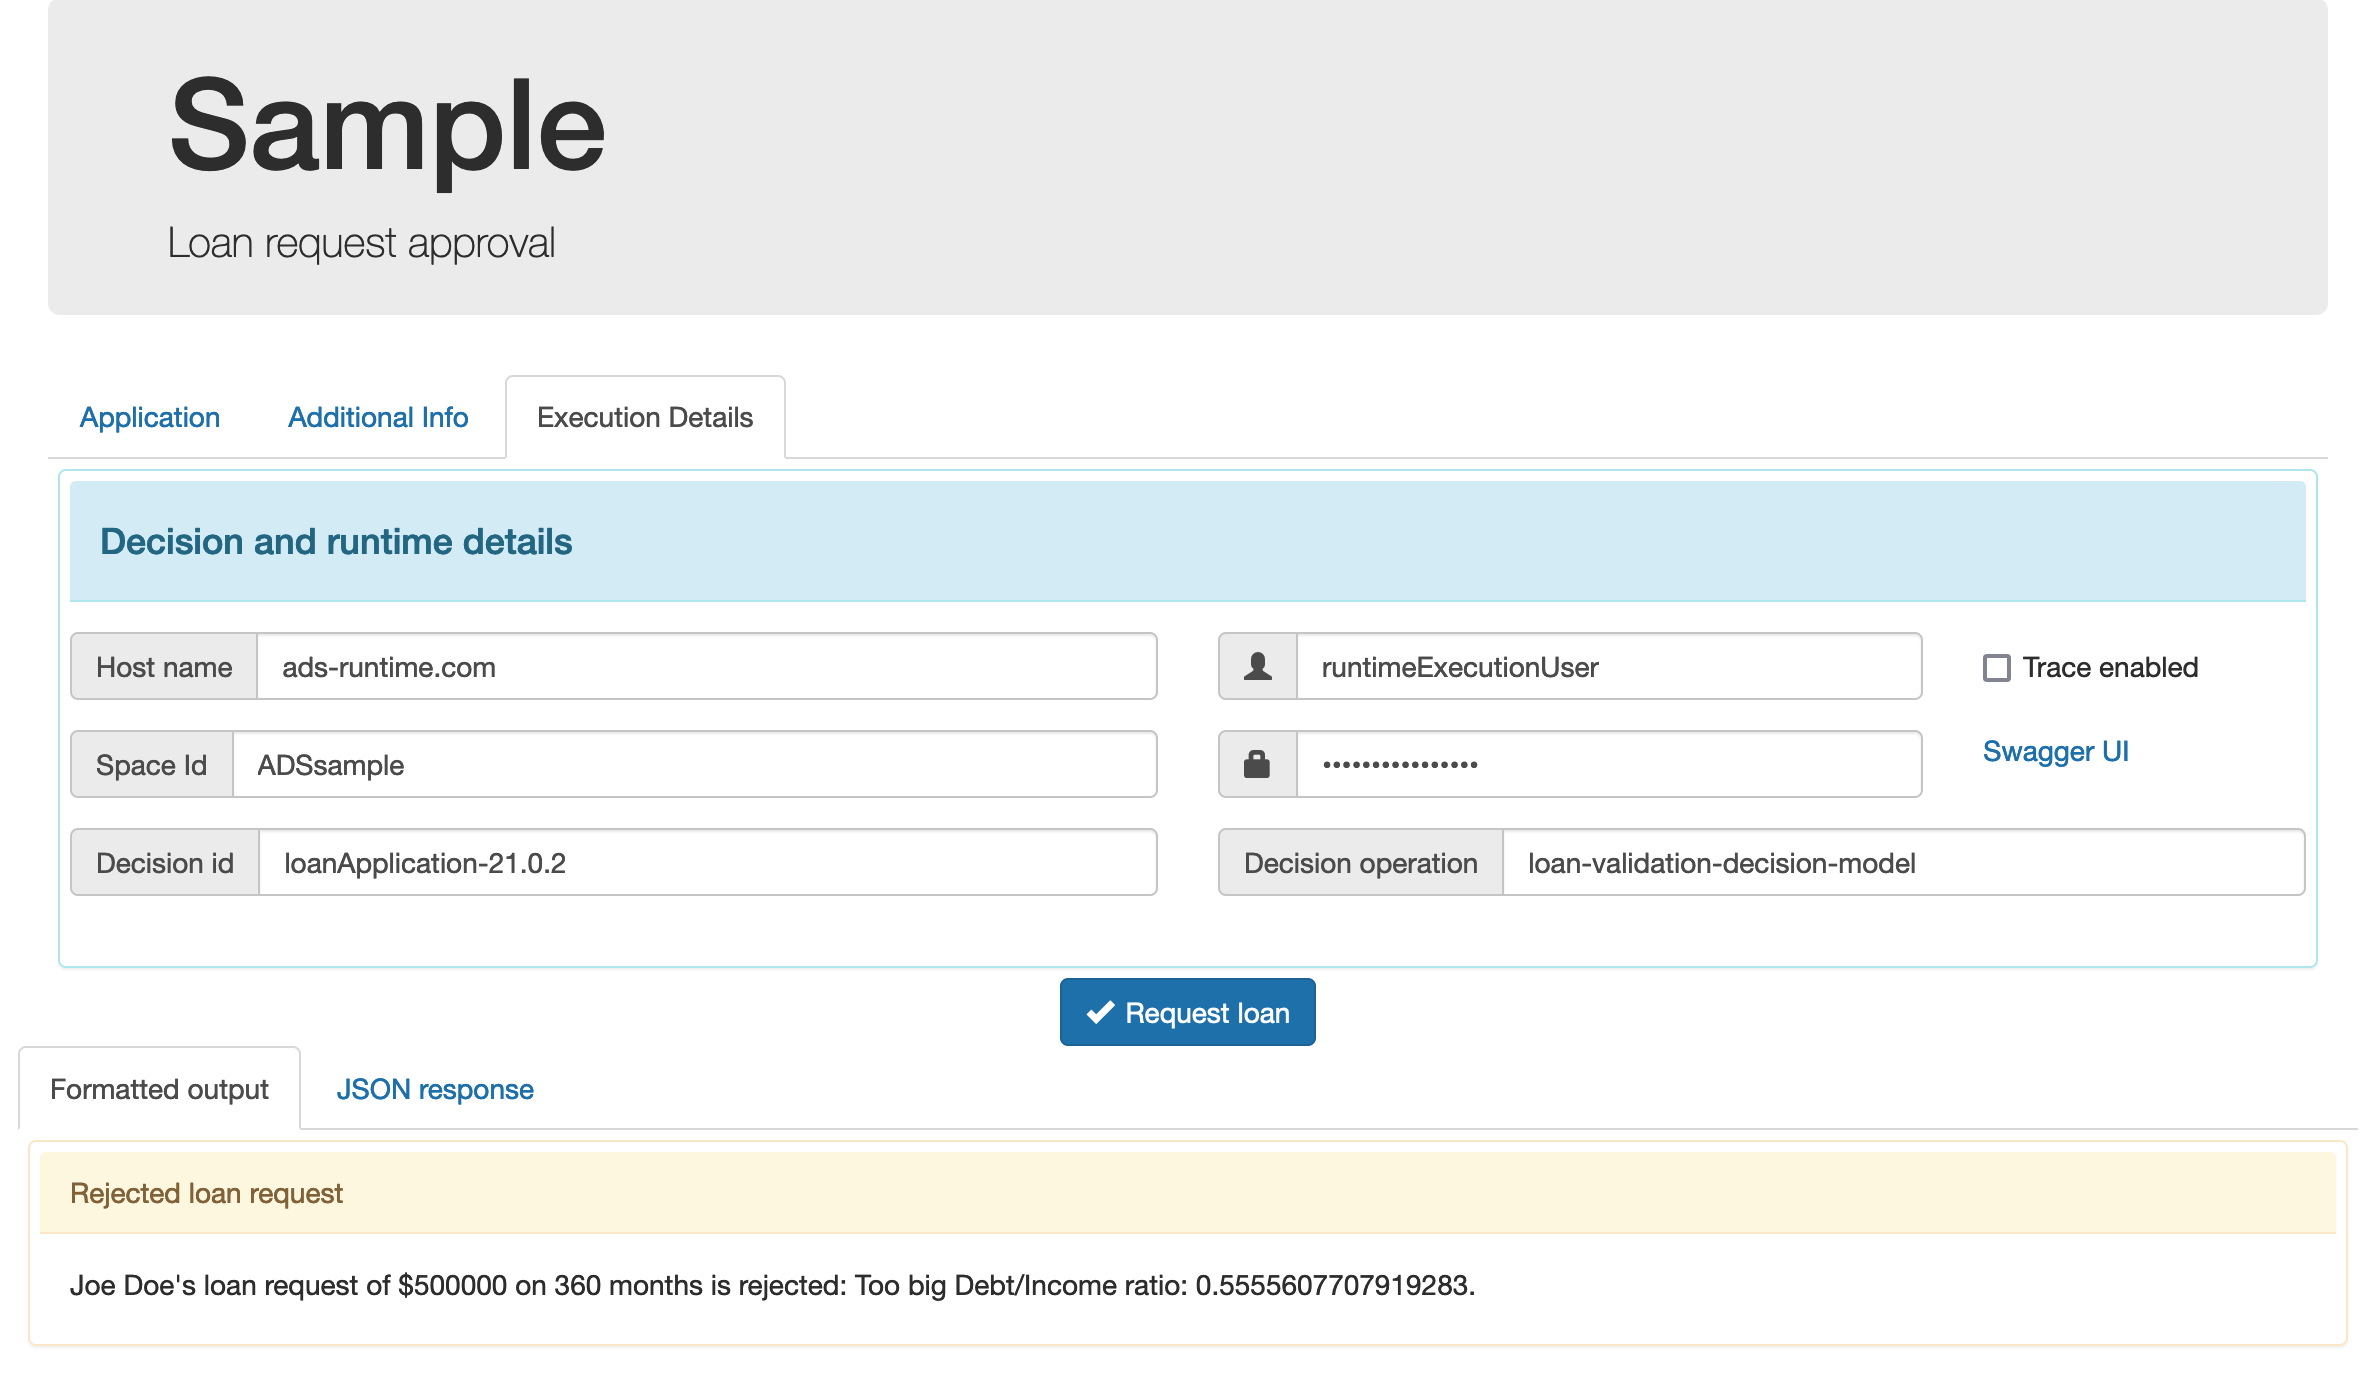 Sample
Loan request approval
Application Additional Info Execution Details
Decision and runtime details
Host name ads-runtime.com runtimeExecutionUser Trace enabled
Space Id ADSsample •••••••••••••••• Swagger UI
Decision id loanApplication-21.0.2 Decision operation loan-validation-decision-model
Request loan
Formatted output JSON response
Rejected loan request
Joe Doe's loan request of $500000 on 360 months is rejected: Too big Debt/Income ratio: 0.5555607707919283.